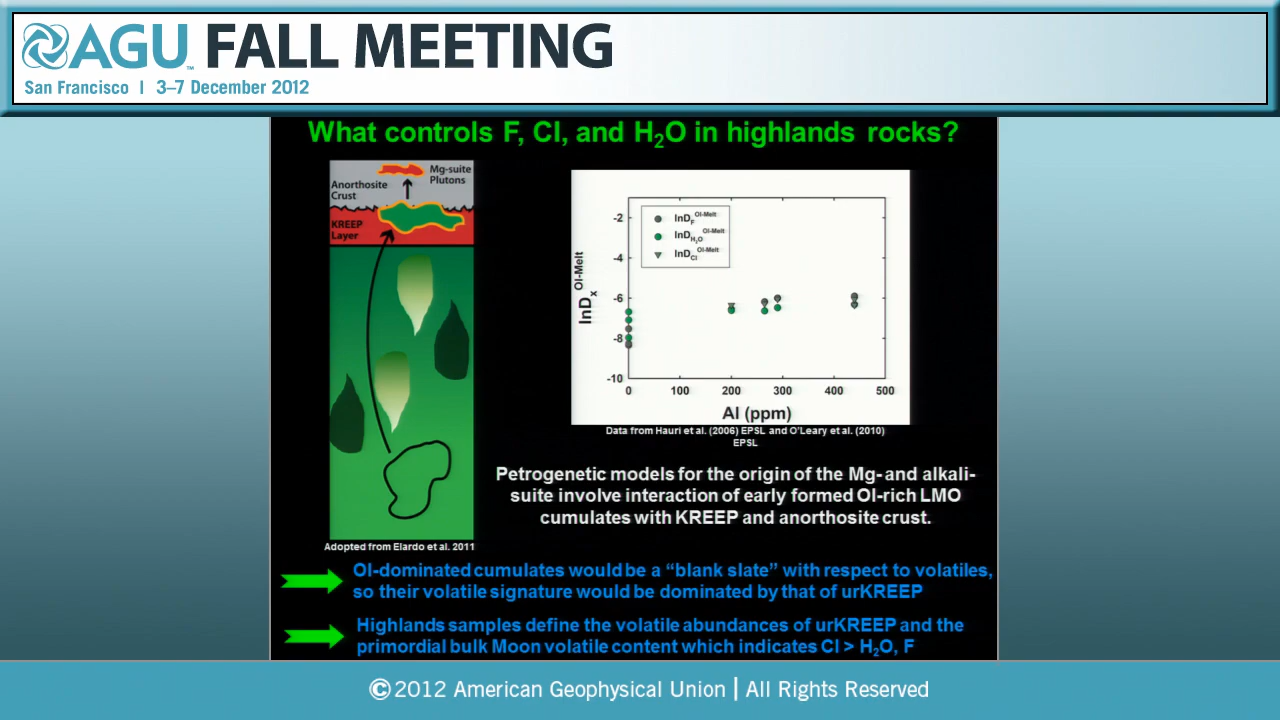 AGU™ FALL MEETING
San Francisco | 3–7 December 2012
What controls F, Cl, and H₂O in highlands rocks?
Mg-suite
Plutons
Anorthosite
Crust
KREEP
Layer
Adopted from Elardo et al. 2011
lnD_F^Ol-Melt
lnD_H₂O^Ol-Melt
lnD_Cl^Ol-Melt
lnD_x^Ol-Melt
-2
-4
-6
-8
-10
0 100 200 300 400 500
Al (ppm)
Data from Hauri et al. (2006) EPSL and O'Leary et al. (2010)
EPSL
Petrogenetic models for the origin of the Mg- and alkali-
suite involve interaction of early formed Ol-rich LMO
cumulates with KREEP and anorthosite crust.
Ol-dominated cumulates would be a “blank slate” with respect to volatiles,
so their volatile signature would be dominated by that of urKREEP
Highlands samples define the volatile abundances of urKREEP and the
primordial bulk Moon volatile content which indicates Cl > H₂O, F
©2012 American Geophysical Union | All Rights Reserved